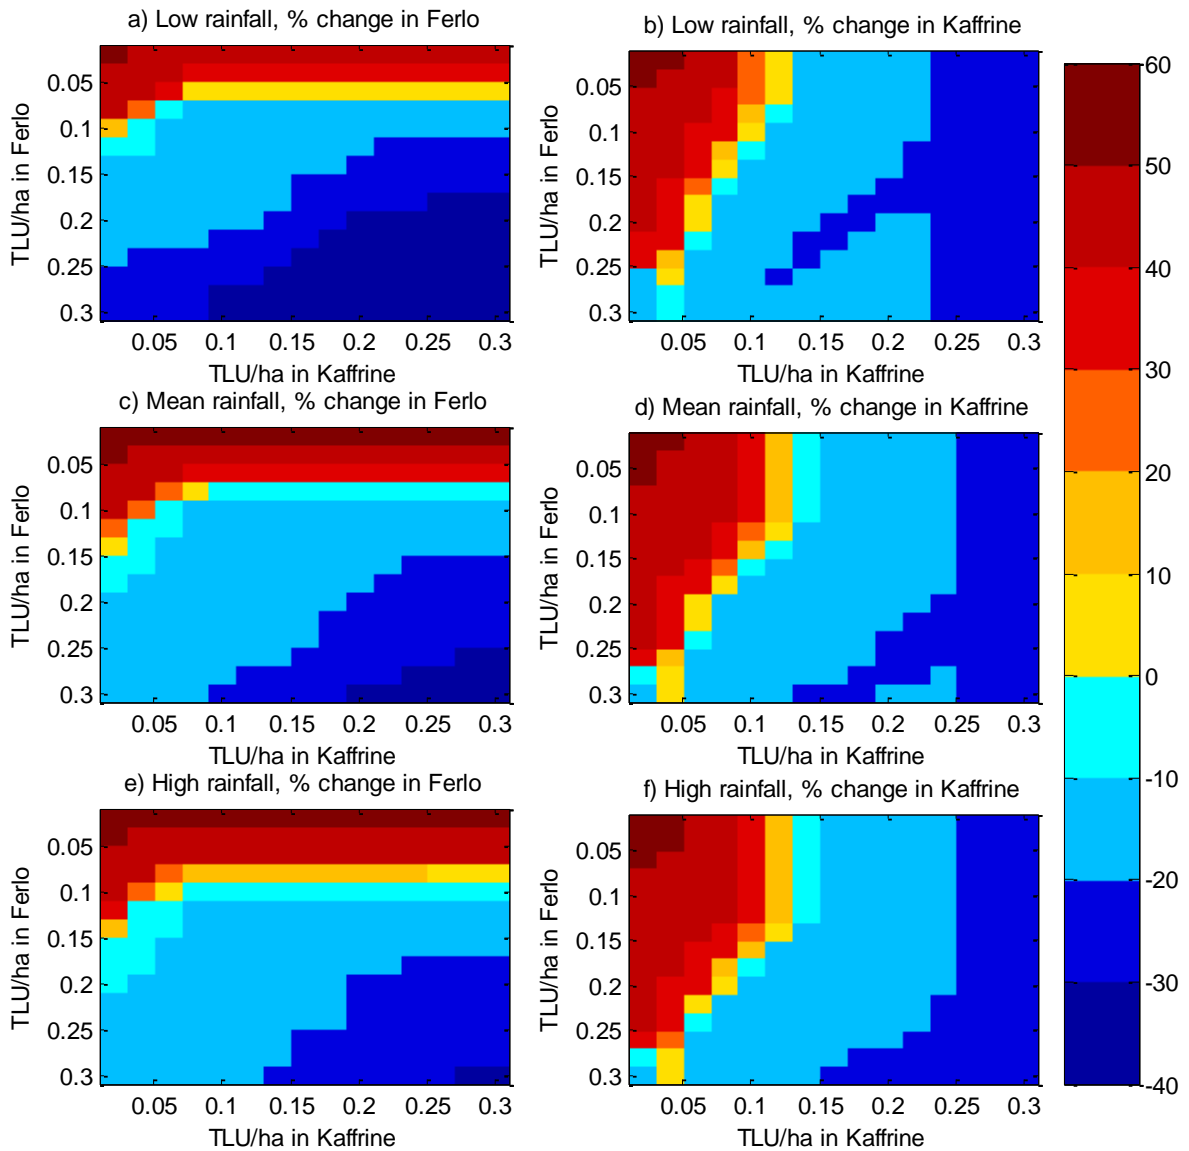 a) Low rainfall, % change in Ferlo
b) Low rainfall, % change in Kaffrine
TLU/ha in Ferlo
0.05
0.1
0.15
0.2
0.25
0.3
0.05 0.1 0.15 0.2 0.25 0.3
TLU/ha in Kaffrine
TLU/ha in Ferlo
0.05
0.1
0.15
0.2
0.25
0.3
0.05 0.1 0.15 0.2 0.25 0.3
TLU/ha in Kaffrine
c) Mean rainfall, % change in Ferlo
d) Mean rainfall, % change in Kaffrine
TLU/ha in Ferlo
0.05
0.1
0.15
0.2
0.25
0.3
0.05 0.1 0.15 0.2 0.25 0.3
TLU/ha in Kaffrine
TLU/ha in Ferlo
0.05
0.1
0.15
0.2
0.25
0.3
0.05 0.1 0.15 0.2 0.25 0.3
TLU/ha in Kaffrine
e) High rainfall, % change in Ferlo
f) High rainfall, % change in Kaffrine
TLU/ha in Ferlo
0.05
0.1
0.15
0.2
0.25
0.3
0.05 0.1 0.15 0.2 0.25 0.3
TLU/ha in Kaffrine
TLU/ha in Ferlo
0.05
0.1
0.15
0.2
0.25
0.3
0.05 0.1 0.15 0.2 0.25 0.3
TLU/ha in Kaffrine
60
50
40
30
20
10
0
-10
-20
-30
-40